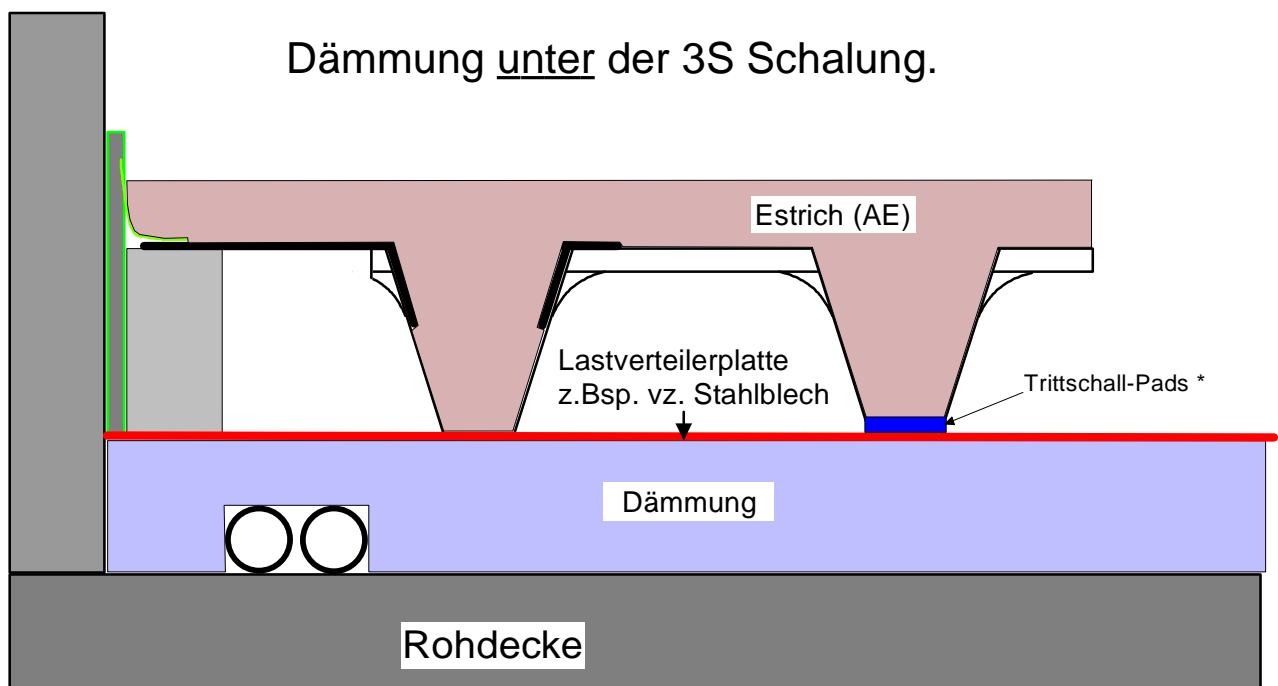 Dämmung unter der 3S Schalung.
Estrich (AE)
Lastverteilerplatte
z.Bsp. vz. Stahlblech
Trittschall-Pads *
Dämmung
Rohdecke